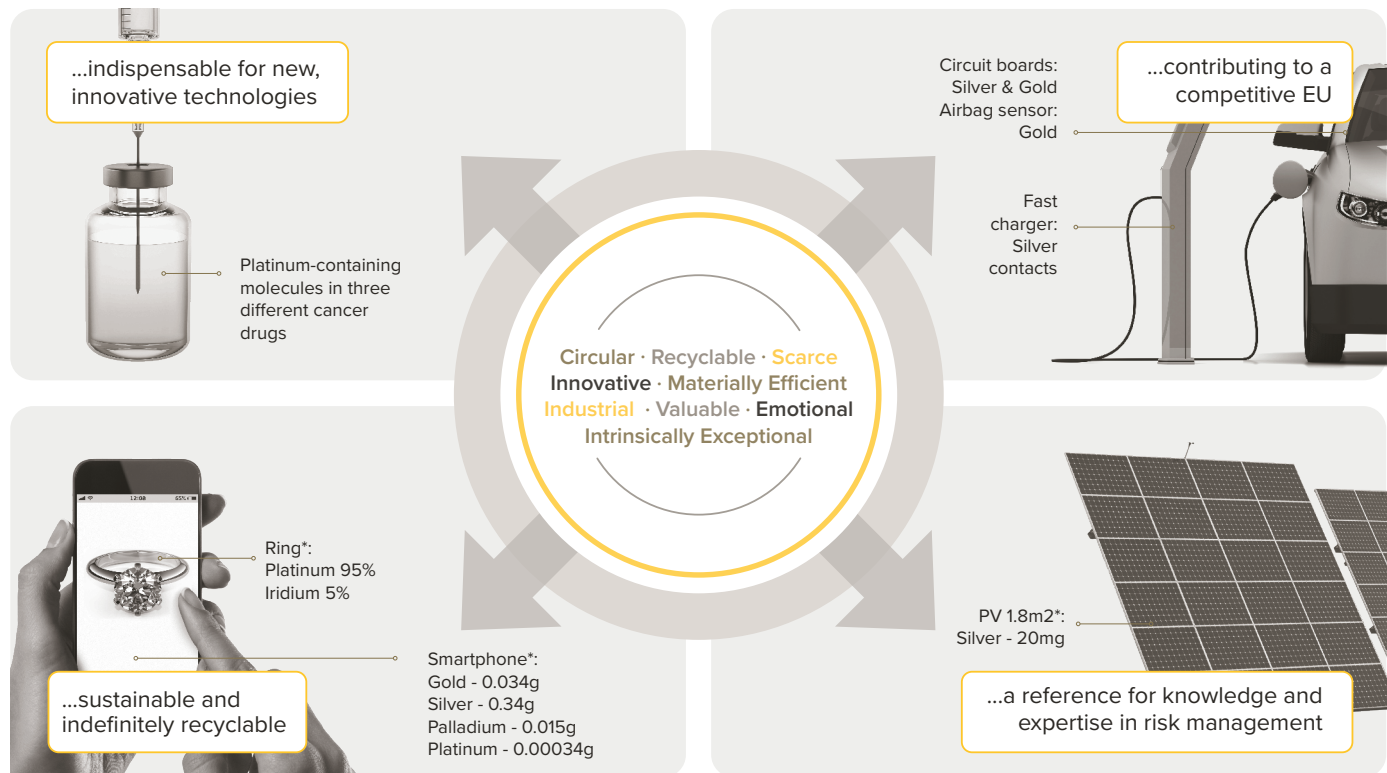 ...indispensable for new,
innovative technologies
Platinum-containing
molecules in three
different cancer
drugs
...contributing to a
competitive EU
Circuit boards:
Silver & Gold
Airbag sensor:
Gold
Fast
charger:
Silver
contacts
Circular · Recyclable · Scarce
Innovative · Materially Efficient
Industrial · Valuable · Emotional
Intrinsically Exceptional
12:08
65%
Ring*:
Platinum 95%
Iridium 5%
Smartphone*:
Gold - 0.034g
Silver - 0.34g
Palladium - 0.015g
Platinum - 0.00034g
...sustainable and
indefinitely recyclable
PV 1.8m2*:
Silver - 20mg
...a reference for knowledge and
expertise in risk management